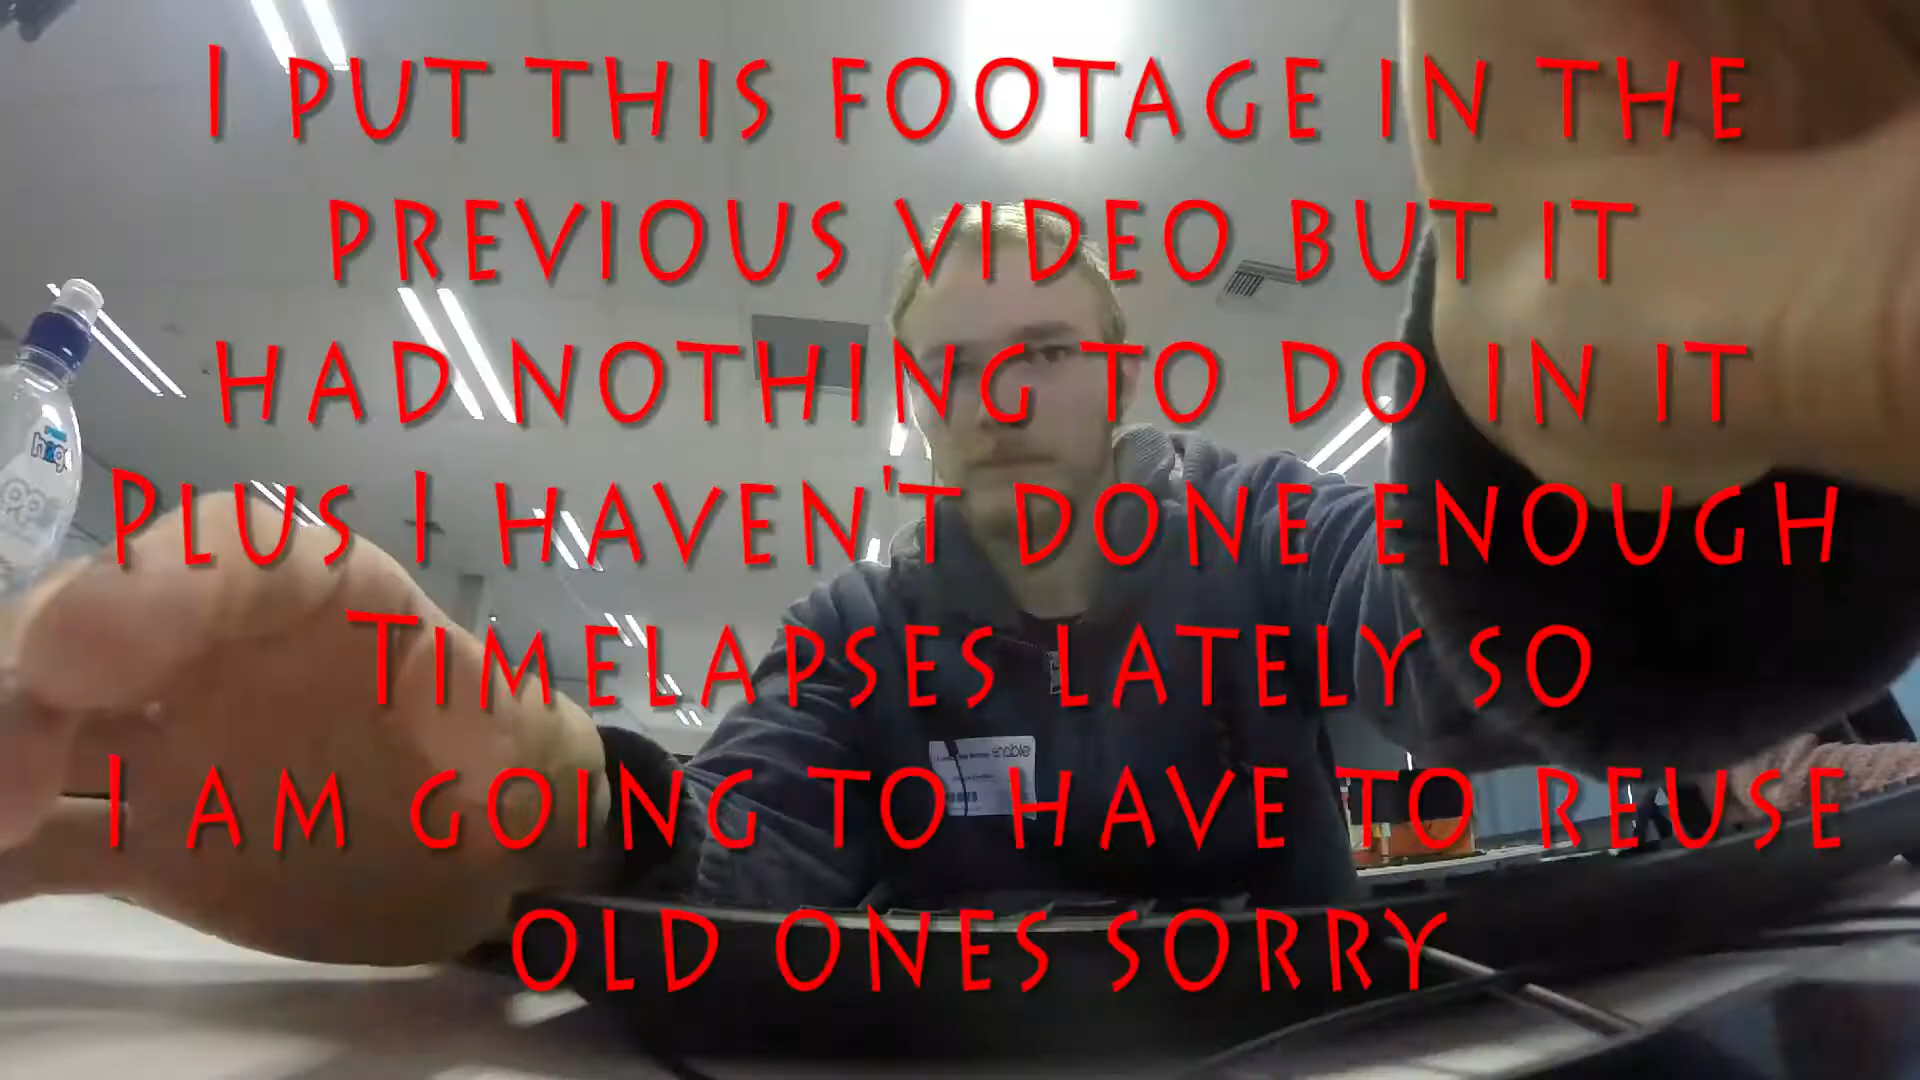 I PUT THIS FOOTAGE IN THE
PREVIOUS VIDEO BUT IT
HAD NOTHING TO DO IN IT
PLUS I HAVEN'T DONE ENOUGH
TIMELAPSES LATELY SO
I AM GOING TO HAVE TO REUSE
OLD ONES SORRY
enable